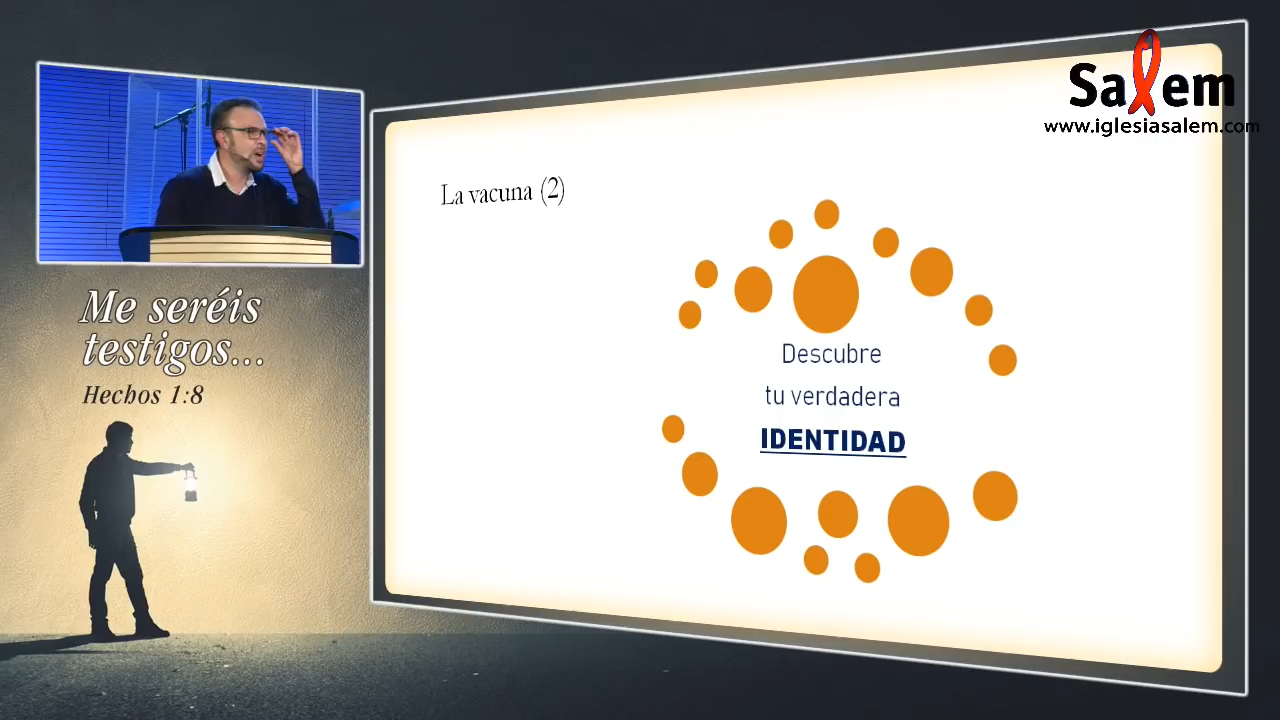 Salem
www.iglesiasalem.com
La vacuna (2)
Me seréis
testigos...
Hechos 1:8
Descubre
tu verdadera
IDENTIDAD